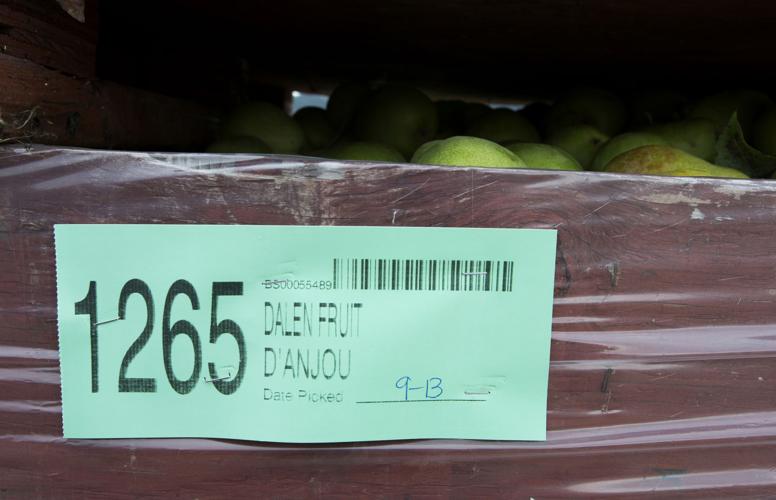 1265
BS00055489
DALEN FRUIT
D'ANJOU
Date Picked 9-13